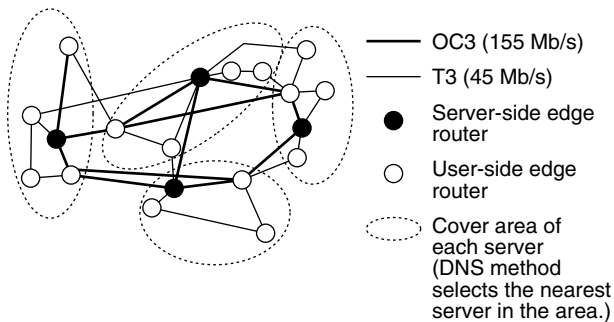 OC3 (155 Mb/s)
T3 (45 Mb/s)
Server-side edge
router
User-side edge
router
Cover area of
each server
(DNS method
selects the nearest
server in the area.)